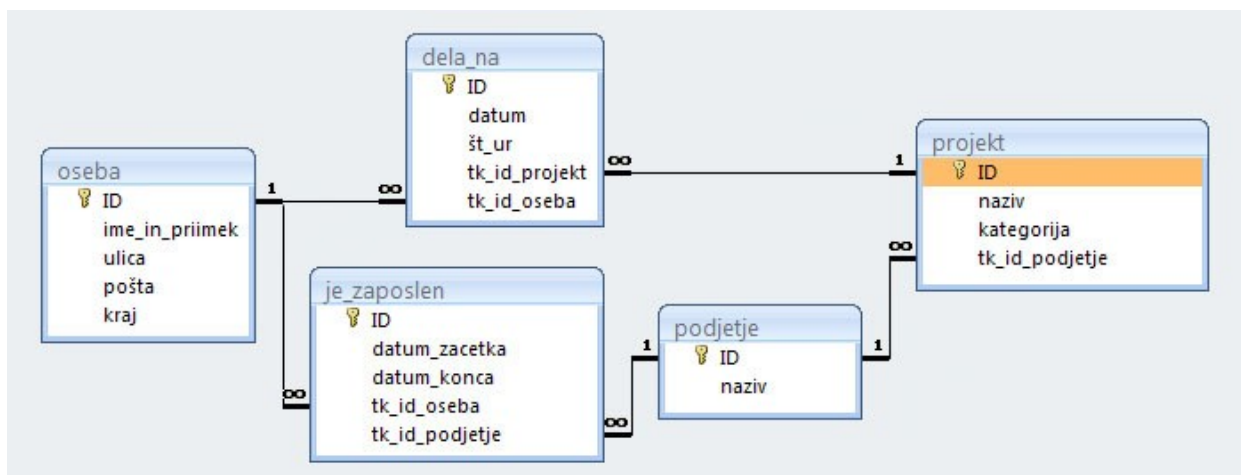 oseba
ID
ime_in_priimek
ulica
pošta
kraj
dela_na
ID
datum
št_ur
tk_id_projekt
tk_id_oseba
je_zaposlen
ID
datum_zacetka
datum_konca
tk_id_oseba
tk_id_podjetje
podjetje
ID
naziv
projekt
ID
naziv
kategorija
tk_id_podjetje
1
∞
∞
1
∞
∞
1
1
∞